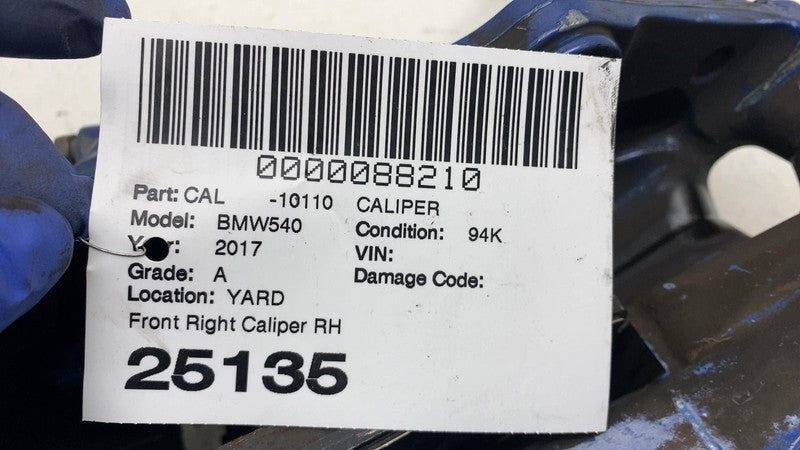 0000088210
Part: CAL -10110 CALIPER
Model: BMW540 Condition: 94K
2017 VIN:
Grade: A Damage Code:
Location: YARD
Front Right Caliper RH
25135